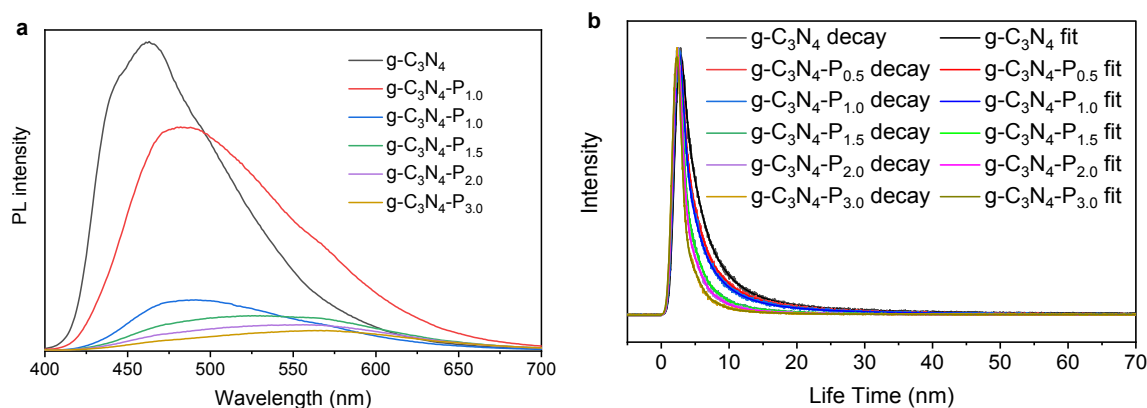 a
PL intensity
g-C₃N₄
g-C₃N₄-P₁.₀
g-C₃N₄-P₁.₀
g-C₃N₄-P₁.₅
g-C₃N₄-P₂.₀
g-C₃N₄-P₃.₀
400 450 500 550 600 650 700
Wavelength (nm)
b
Intensity
g-C₃N₄ decay g-C₃N₄ fit
g-C₃N₄-P₀.₅ decay g-C₃N₄-P₀.₅ fit
g-C₃N₄-P₁.₀ decay g-C₃N₄-P₁.₀ fit
g-C₃N₄-P₁.₅ decay g-C₃N₄-P₁.₅ fit
g-C₃N₄-P₂.₀ decay g-C₃N₄-P₂.₀ fit
g-C₃N₄-P₃.₀ decay g-C₃N₄-P₃.₀ fit
0 10 20 30 40 50 60 70
Life Time (nm)